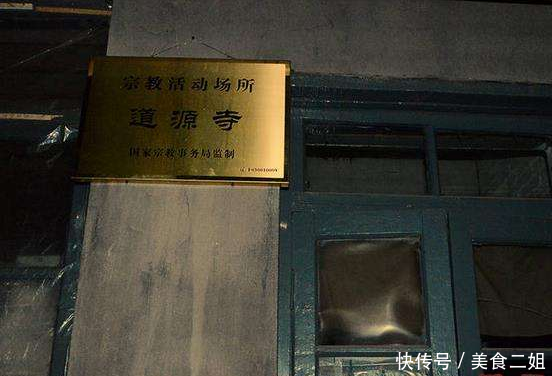 宗教活动场所
道源寺
国家宗教事务局监制
快传号 / 美食二姐